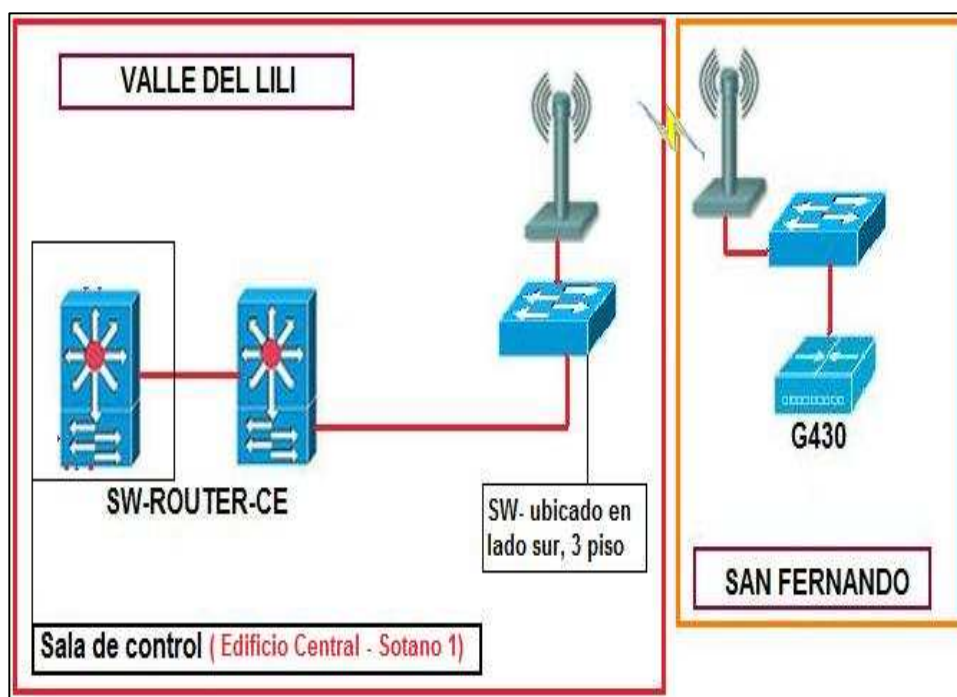 VALLE DEL LILI
SW-ROUTER-CE
SW- ubicado en
lado sur, 3 piso
Sala de control ( Edificio Central - Sotano 1)
G430
SAN FERNANDO